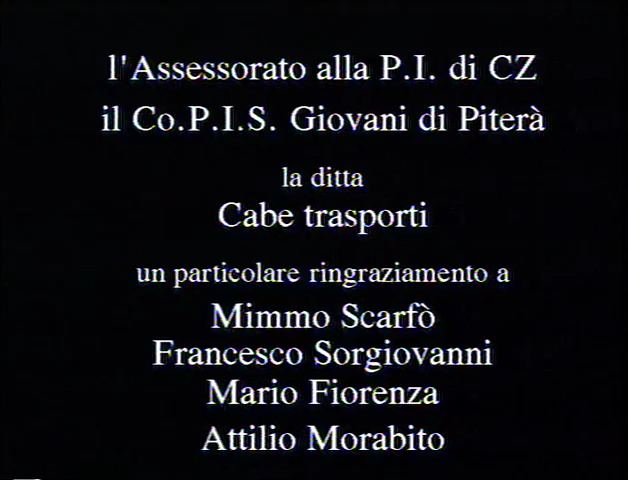 l'Assessorato alla P.I. di CZ
il Co.P.I.S. Giovani di Piterà
la ditta
Cabe trasporti
un particolare ringraziamento a
Mimmo Scarfò
Francesco Sorgiovanni
Mario Fiorenza
Attilio Morabito